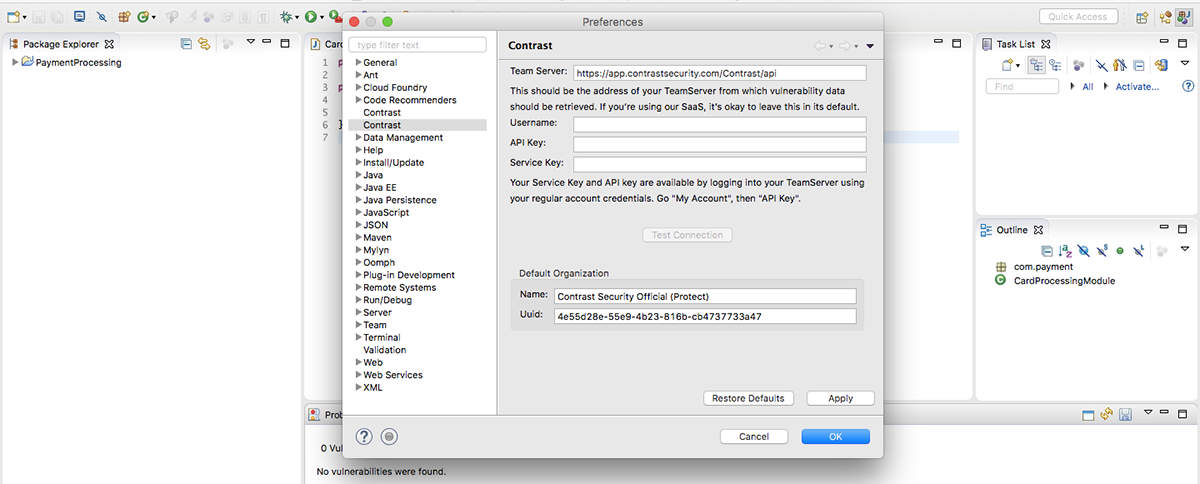 Preferences
Quick Access
Package Explorer
PaymentProcessing
1
2
3
4
5
6
7
}
type filter text
General
Ant
Cloud Foundry
Code Recommenders
Contrast
Contrast
Data Management
Help
Install/Update
Java
Java EE
Java Persistence
JavaScript
JSON
Maven
Mylyn
Oomph
Plug-in Development
Remote Systems
Run/Debug
Server
Team
Terminal
Validation
Web
Web Services
XML
Contrast
Team Server: https://app.contrastsecurity.com/Contrast/api
This should be the address of your TeamServer from which vulnerability data
should be retrieved. If you're using our SaaS, it's okay to leave this in its default.
Username:
API Key:
Service Key:
Your Service Key and API key are available by logging into your TeamServer using
your regular account credentials. Go "My Account", then "API Key".
Test Connection
Default Organization
Name: Contrast Security Official (Protect)
Uuid: 4e55d28e-55e9-4b23-816b-cb4737733a47
Restore Defaults
Apply
Cancel
OK
Task List
Find
All
Activate...
Outline
com.payment
CardProcessingModule
No vulnerabilities were found.